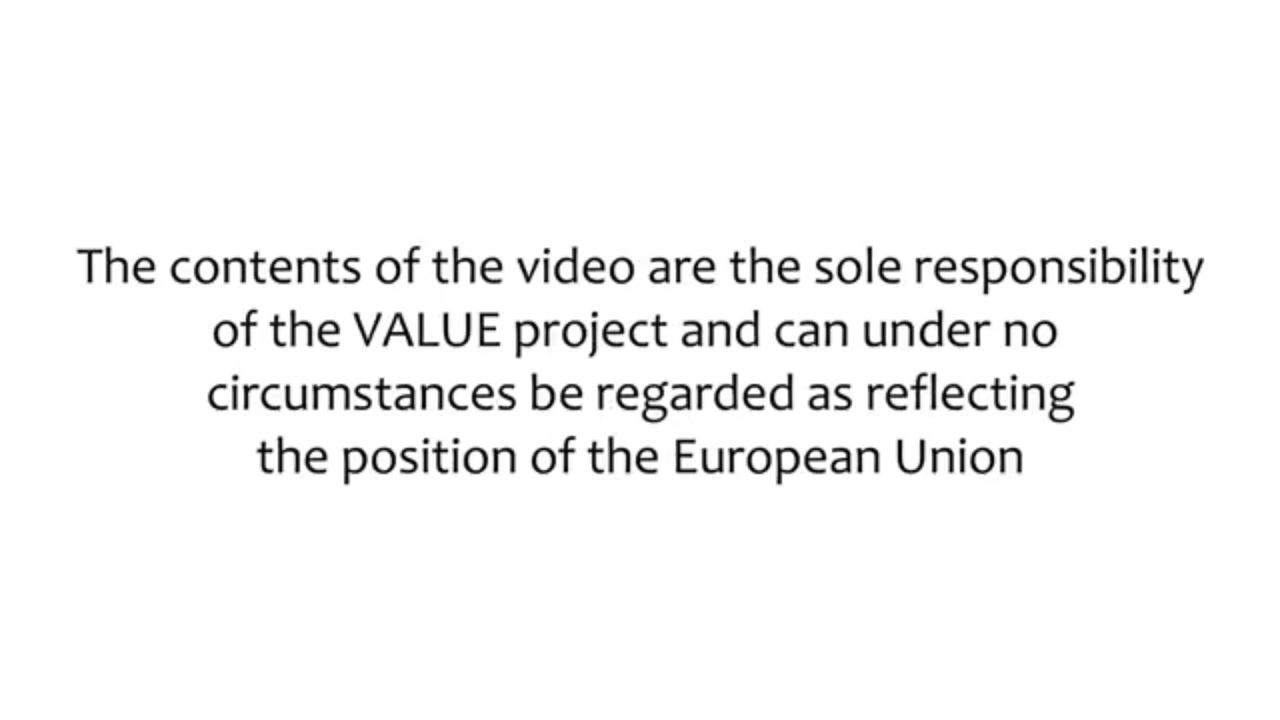 The contents of the video are the sole responsibility
of the VALUE project and can under no
circumstances be regarded as reflecting
the position of the European Union